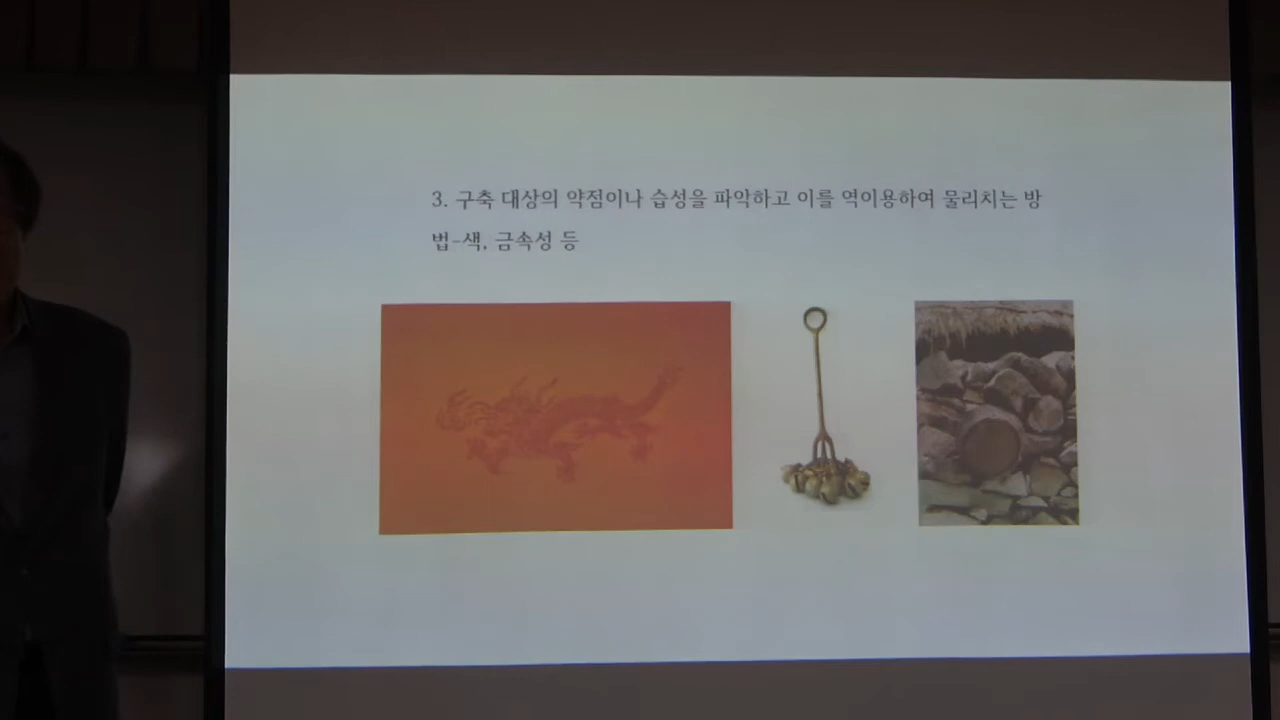 3. 구축 대상의 약점이나 습성을 파악하고 이를 역이용하여 물리치는 방
법-색, 금속성 등